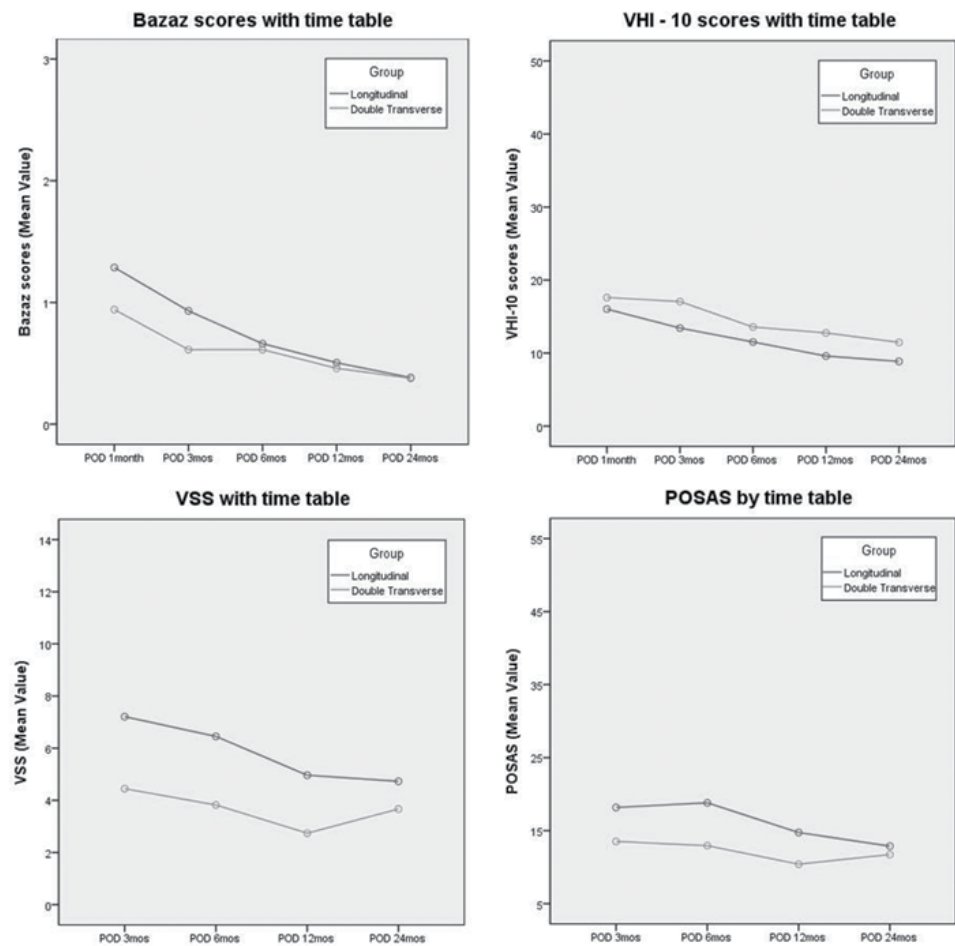 Bazaz scores with time table
Bazaz scores (Mean Value)
3
2
1
0
Group
Longitudinal
Double Transverse
POD 1month
POD 3mos
POD 6mos
POD 12mos
POD 24mos
VHI - 10 scores with time table
VHI-10 scores (Mean Value)
50
40
30
20
10
0
Group
Longitudinal
Double Transverse
POD 1month
POD 3mos
POD 6mos
POD 12mos
POD 24mos
VSS with time table
VSS (Mean Value)
14
12
10
8
6
4
2
0
Group
Longitudinal
Double Transverse
POD 3mos
POD 6mos
POD 12mos
POD 24mos
POSAS by time table
POSAS (Mean Value)
55
45
35
25
15
5
Group
Longitudinal
Double Transverse
POD 3mos
POD 6mos
POD 12mos
POD 24mos